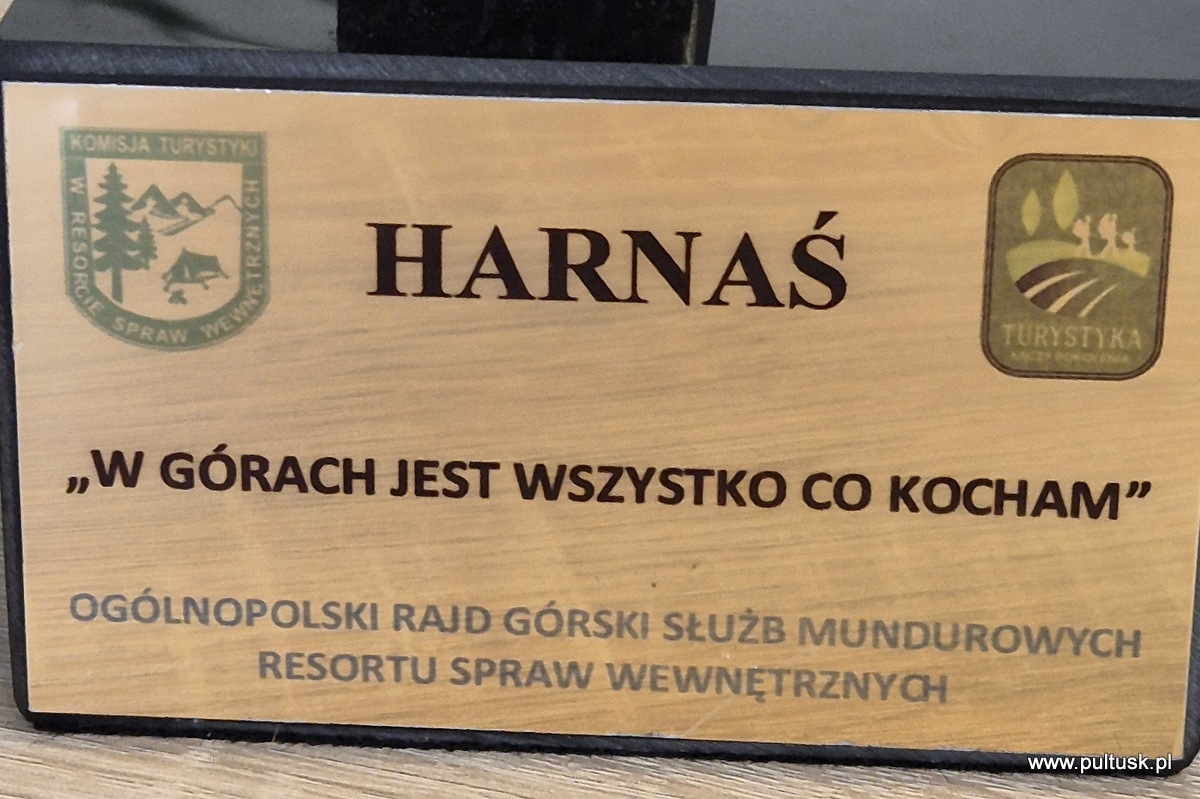 KOMISJA TURYSTYKI
W RESORCIE SPRAW WEWNĘTRZNYCH
HARNAŚ
TURYSTYKA
„W GÓRACH JEST WSZYSTKO CO KOCHAM”
OGÓLNOPOLSKI RAJD GÓRSKI SŁUŻB MUNDUROWYCH
RESORTU SPRAW WEWNĘTRZNYCH
www.pultusk.pl